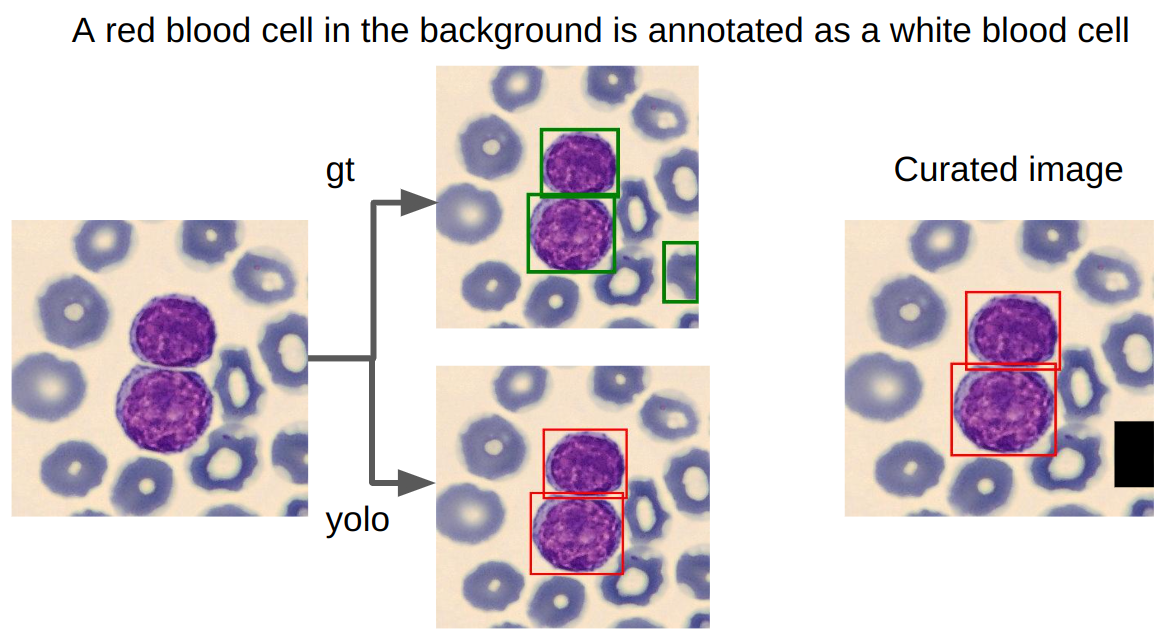 A red blood cell in the background is annotated as a white blood cell
gt
Curated image
yolo